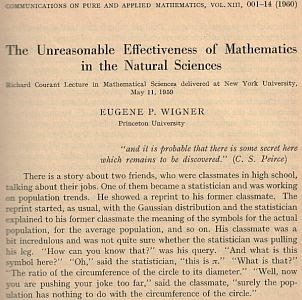 COMMUNICATIONS ON PURE AND APPLIED MATHEMATICS, VOL. XIII, 001–14 (1960)
The Unreasonable Effectiveness of Mathematics
in the Natural Sciences
Richard Courant Lecture in Mathematical Sciences delivered at New York University,
May 11, 1959
EUGENE P. WIGNER
Princeton University
"and it is probable that there is some secret here
which remains to be discovered." (C. S. Peirce)
There is a story about two friends, who were classmates in high school,
talking about their jobs. One of them became a statistician and was working
on population trends. He showed a reprint to his former classmate. The
reprint started, as usual, with the Gaussian distribution and the statistician
explained to his former classmate the meaning of the symbols for the actual
population, for the average population, and so on. His classmate was a
bit incredulous and was not quite sure whether the statistician was pulling
his leg. "How can you know that?" was his query. "And what is this
symbol here?" "Oh," said the statistician, "this is π." "What is that?"
"The ratio of the circumference of the circle to its diameter." "Well, now
you are pushing your joke too far," said the classmate, "surely the pop-
lation has nothing to do with the circumference of the circle."